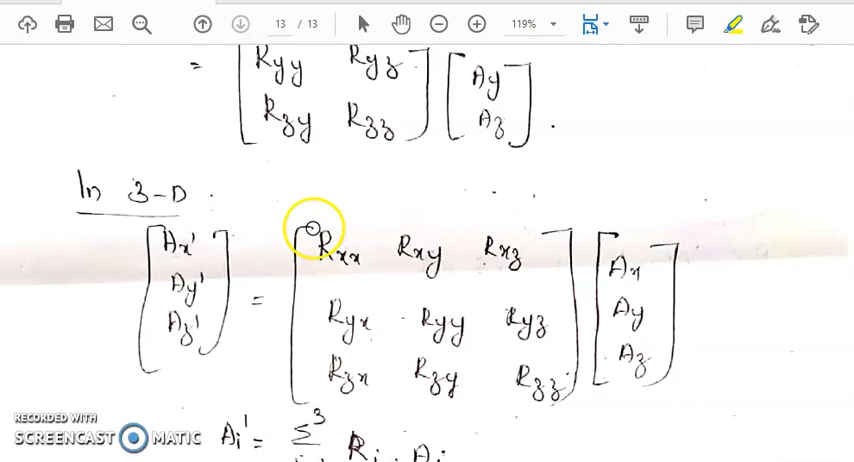 13 / 13 119%
= [ Ryy Ryz ] [ Ay ]
[ Rzy Rzz ] [ Az ] .
In 3-D .
[ Ax' ] [ Rxx Rxy Rxz ] [ Ax ]
[ Ay' ] = [ Ryx Ryy Ryz ] [ Ay ]
[ Az' ] [ Rzx Rzy Rzz ] [ Az ]
RECORDED WITH
SCREENCAST MATIC
Ai' = Σ 3